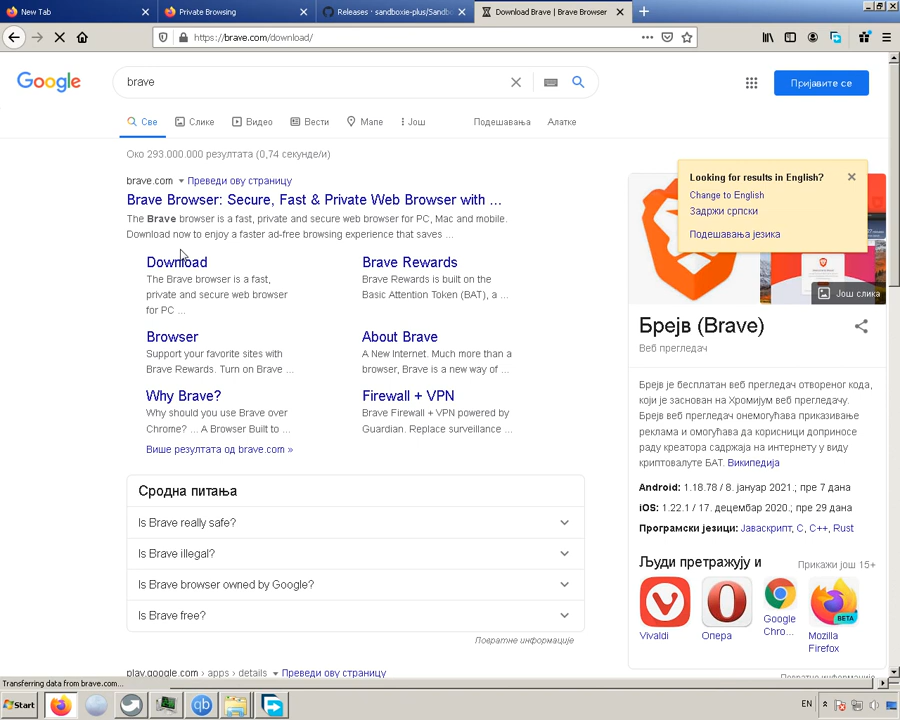 New Tab
Private Browsing
Releases · sandboxie-plus/Sandb
Download Brave | Brave Browser
https://brave.com/download/
Google
brave
Пријавите се
Све
Слике
Видео
Вести
Мапе
Још
Подешавања
Алатке
Око 293.000.000 резултата (0,74 секунде/и)
brave.com
Преведи ову страницу
Brave Browser: Secure, Fast & Private Web Browser with ...
The Brave browser is a fast, private and secure web browser for PC, Mac and mobile.
Download now to enjoy a faster ad-free browsing experience that saves ...
Download
The Brave browser is a fast,
private and secure web browser
for PC ...
Brave Rewards
Brave Rewards is built on the
Basic Attention Token (BAT), a ...
Browser
Support your favorite sites with
Brave Rewards. Turn on Brave ...
About Brave
A New Internet. Much more than a
browser, Brave is a new way of ...
Why Brave?
Why should you use Brave over
Chrome? ... A Browser Built to ...
Firewall + VPN
Brave Firewall + VPN powered by
Guardian. Replace surveillance ...
Више резултата од brave.com »
Сродна питања
Is Brave really safe?
Is Brave illegal?
Is Brave browser owned by Google?
Is Brave free?
Повратне информације
play.google.com › apps › details
Преведи ову страницу
Looking for results in English?
Change to English
Задржи српски
Подешавања језика
Још слика
Брејв (Brave)
Веб прегледач
Брејв је бесплатан веб прегледач отвореног кода,
који је заснован на Хромијум веб прегледачу.
Брејв веб прегледач онемогућава приказивање
реклама и омогућава да корисници доприносе
раду креатора садржаја на интернету у виду
криптовалуте БАТ. Википедија
Android: 1.18.78 / 8. јануар 2021.; пре 7 дана
iOS: 1.22.1 / 17. децембар 2020.; пре 29 дана
Програмски језици: Јаваскрипт, C, C++, Rust
Људи претражују и
Прикажи још 15+
Vivaldi
Опера
Google
Chro...
BETA
Mozilla
Firefox
Transferring data from brave.com...
Start
qb
EN